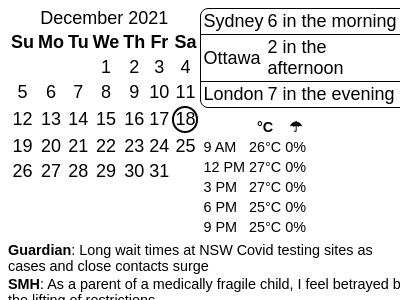 December 2021
Su Mo Tu We Th Fr Sa
1 2 3 4
5 6 7 8 9 10 11
12 13 14 15 16 17 18
19 20 21 22 23 24 25
26 27 28 29 30 31
Sydney 6 in the morning
Ottawa 2 in the
afternoon
London 7 in the evening
°C ☂
9 AM 26°C 0%
12 PM 27°C 0%
3 PM 27°C 0%
6 PM 25°C 0%
9 PM 25°C 0%
Guardian: Long wait times at NSW Covid testing sites as
cases and close contacts surge
SMH: As a parent of a medically fragile child, I feel betrayed b
the lifting of restrictions